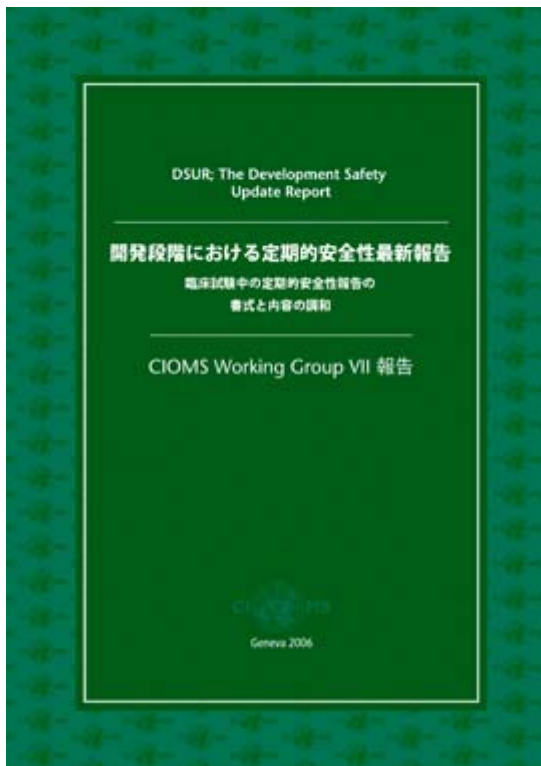 DSUR; The Development Safety
Update Report
開発段階における定期的安全性最新報告
臨床試験中の定期的安全性報告の
書式と内容の調和
CIOMS Working Group VII 報告
CIOMS
Geneva 2006